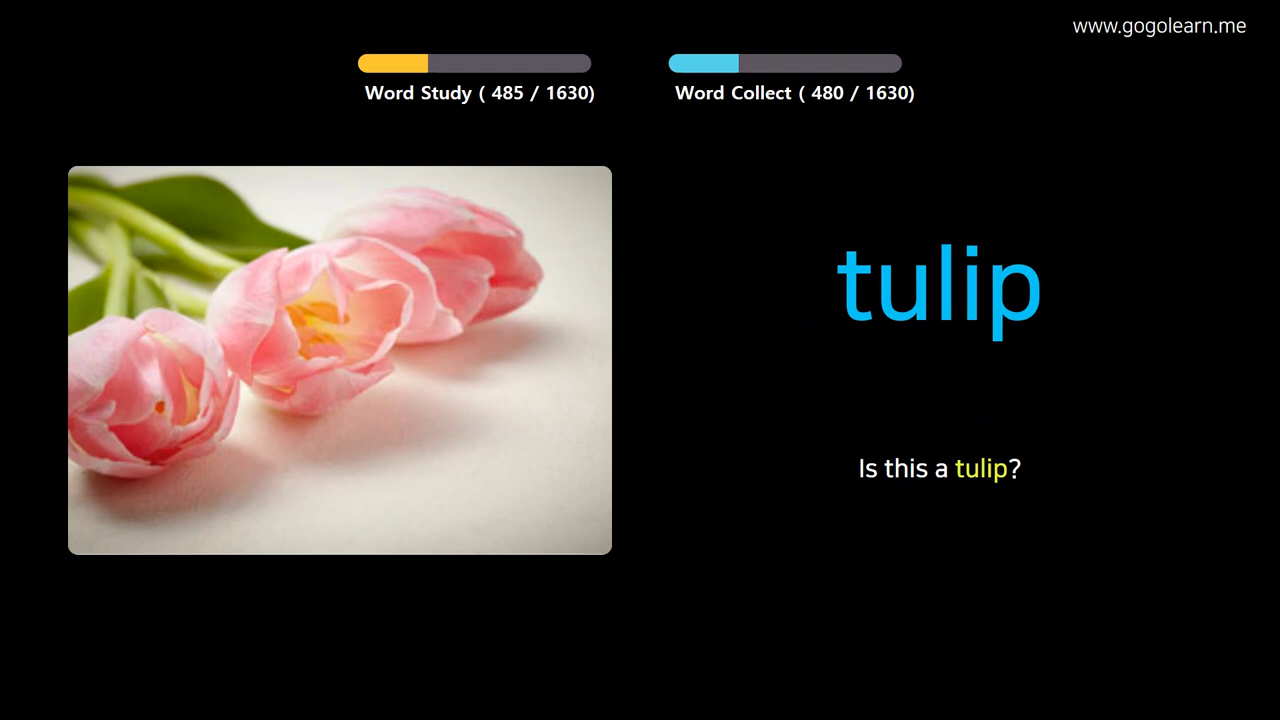 www.gogolearn.me
Word Study ( 485 / 1630)
Word Collect ( 480 / 1630)
tulip
Is this a tulip?